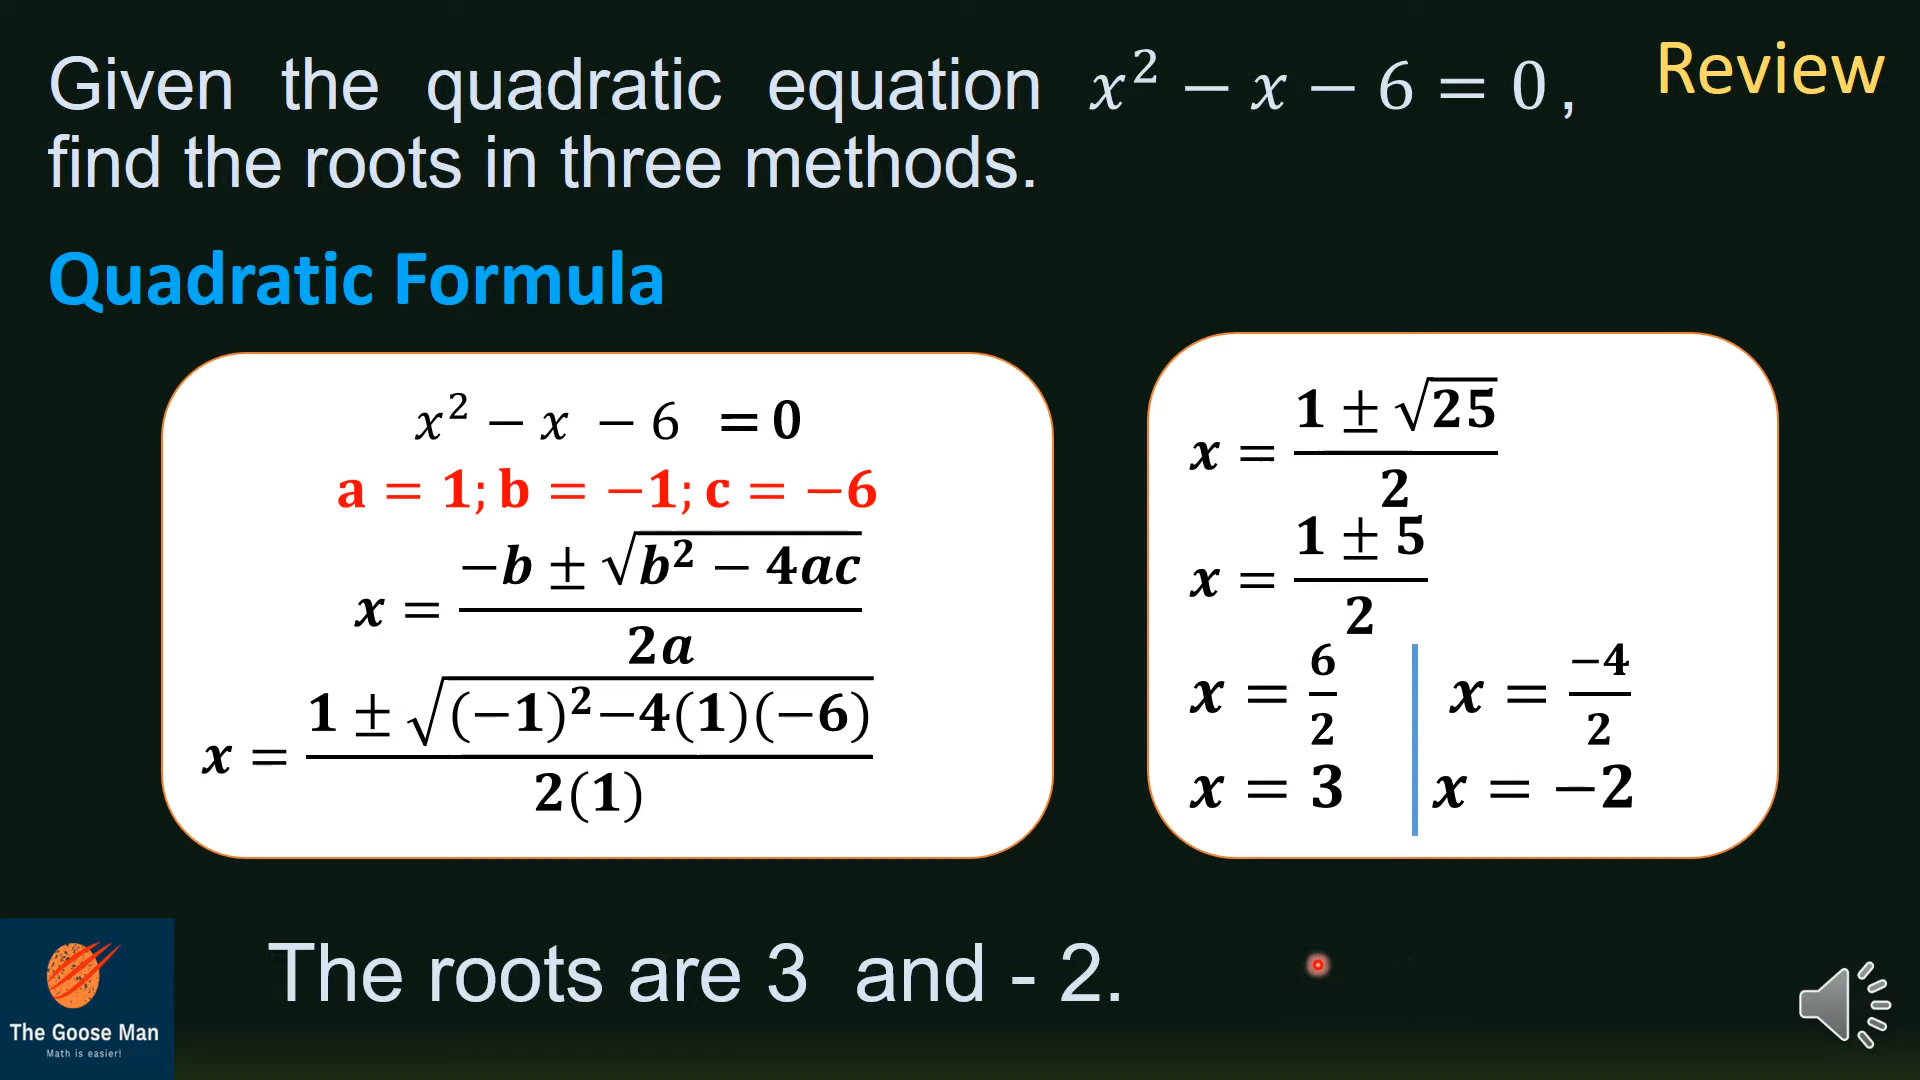 Given the quadratic equation x² − x − 6 = 0,
find the roots in three methods.
Review
Quadratic Formula
x² − x − 6 = 0
a = 1; b = −1; c = −6
x = (−b ± √(b² − 4ac)) / 2a
x = (1 ± √((−1)²−4(1)(−6))) / 2(1)
x = (1 ± √25) / 2
x = (1 ± 5) / 2
x = 6/2 x = −4/2
x = 3 x = −2
The roots are 3 and - 2.
The Goose Man
Math is easier!